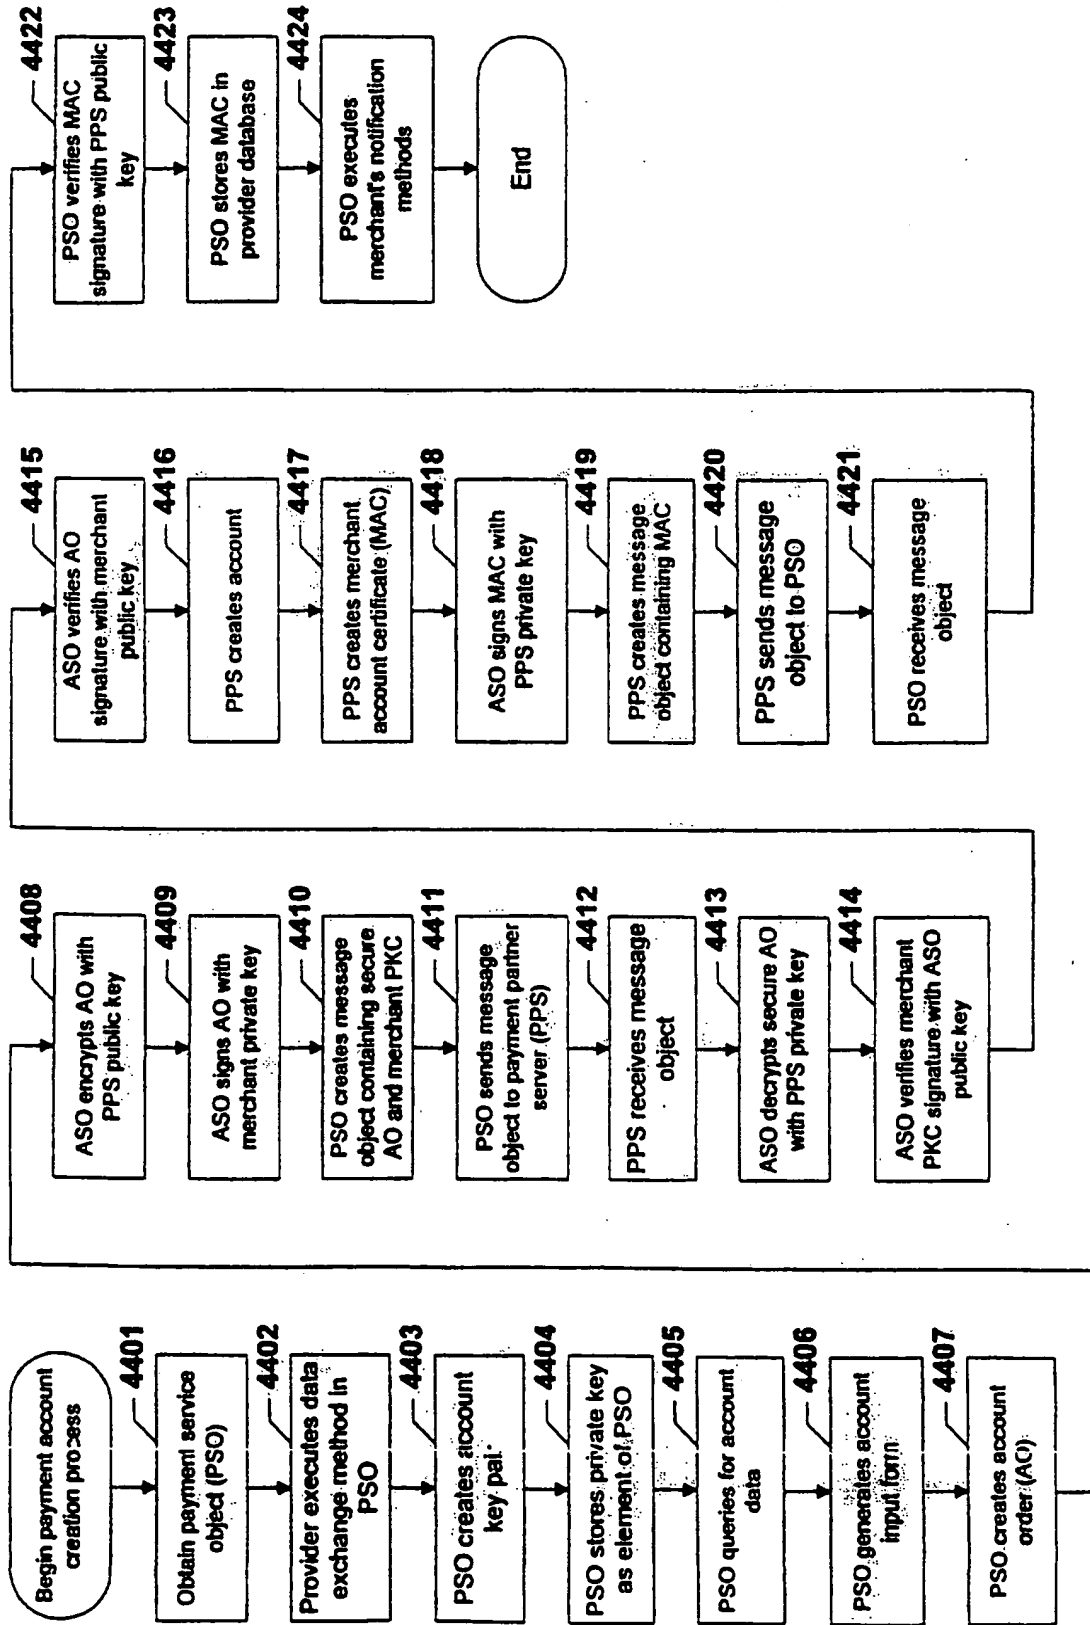 Begin payment account
creation process
4401
Obtain payment service
object (PSO)
4402
Provider executes data
exchange method in
PSO
4403
PSO creates account
key pair
4404
PSO stores private key
as element of PSO
4405
PSO queries for account
data
4406
PSO generates account
input form
4407
PSO creates account
order (AO)
4408
ASO encrypts AO with
PPS public key
4409
ASO signs AO with
merchant private key
4410
PSO creates message
object containing secure
AO and merchant PKC
4411
PSO sends message
object to payment partner
server (PPS)
4412
PPS receives message
object
4413
ASO decrypts secure AO
with PPS private key
4414
ASO verifies merchant
PKC signature with ASO
public key
4415
ASO verifies AO
signature with merchant
public key
4416
PPS creates account
4417
PPS creates merchant
account certificate (MAC)
4418
ASO signs MAC with
PPS private key
4419
PPS creates message
object containing MAC
4420
PPS sends message
object to PSO
4421
PSO receives message
object
4422
PSO verifies MAC
signature with PPS public
key
4423
PSO stores MAC in
provider database
4424
PSO executes
merchant's notification
methods
End